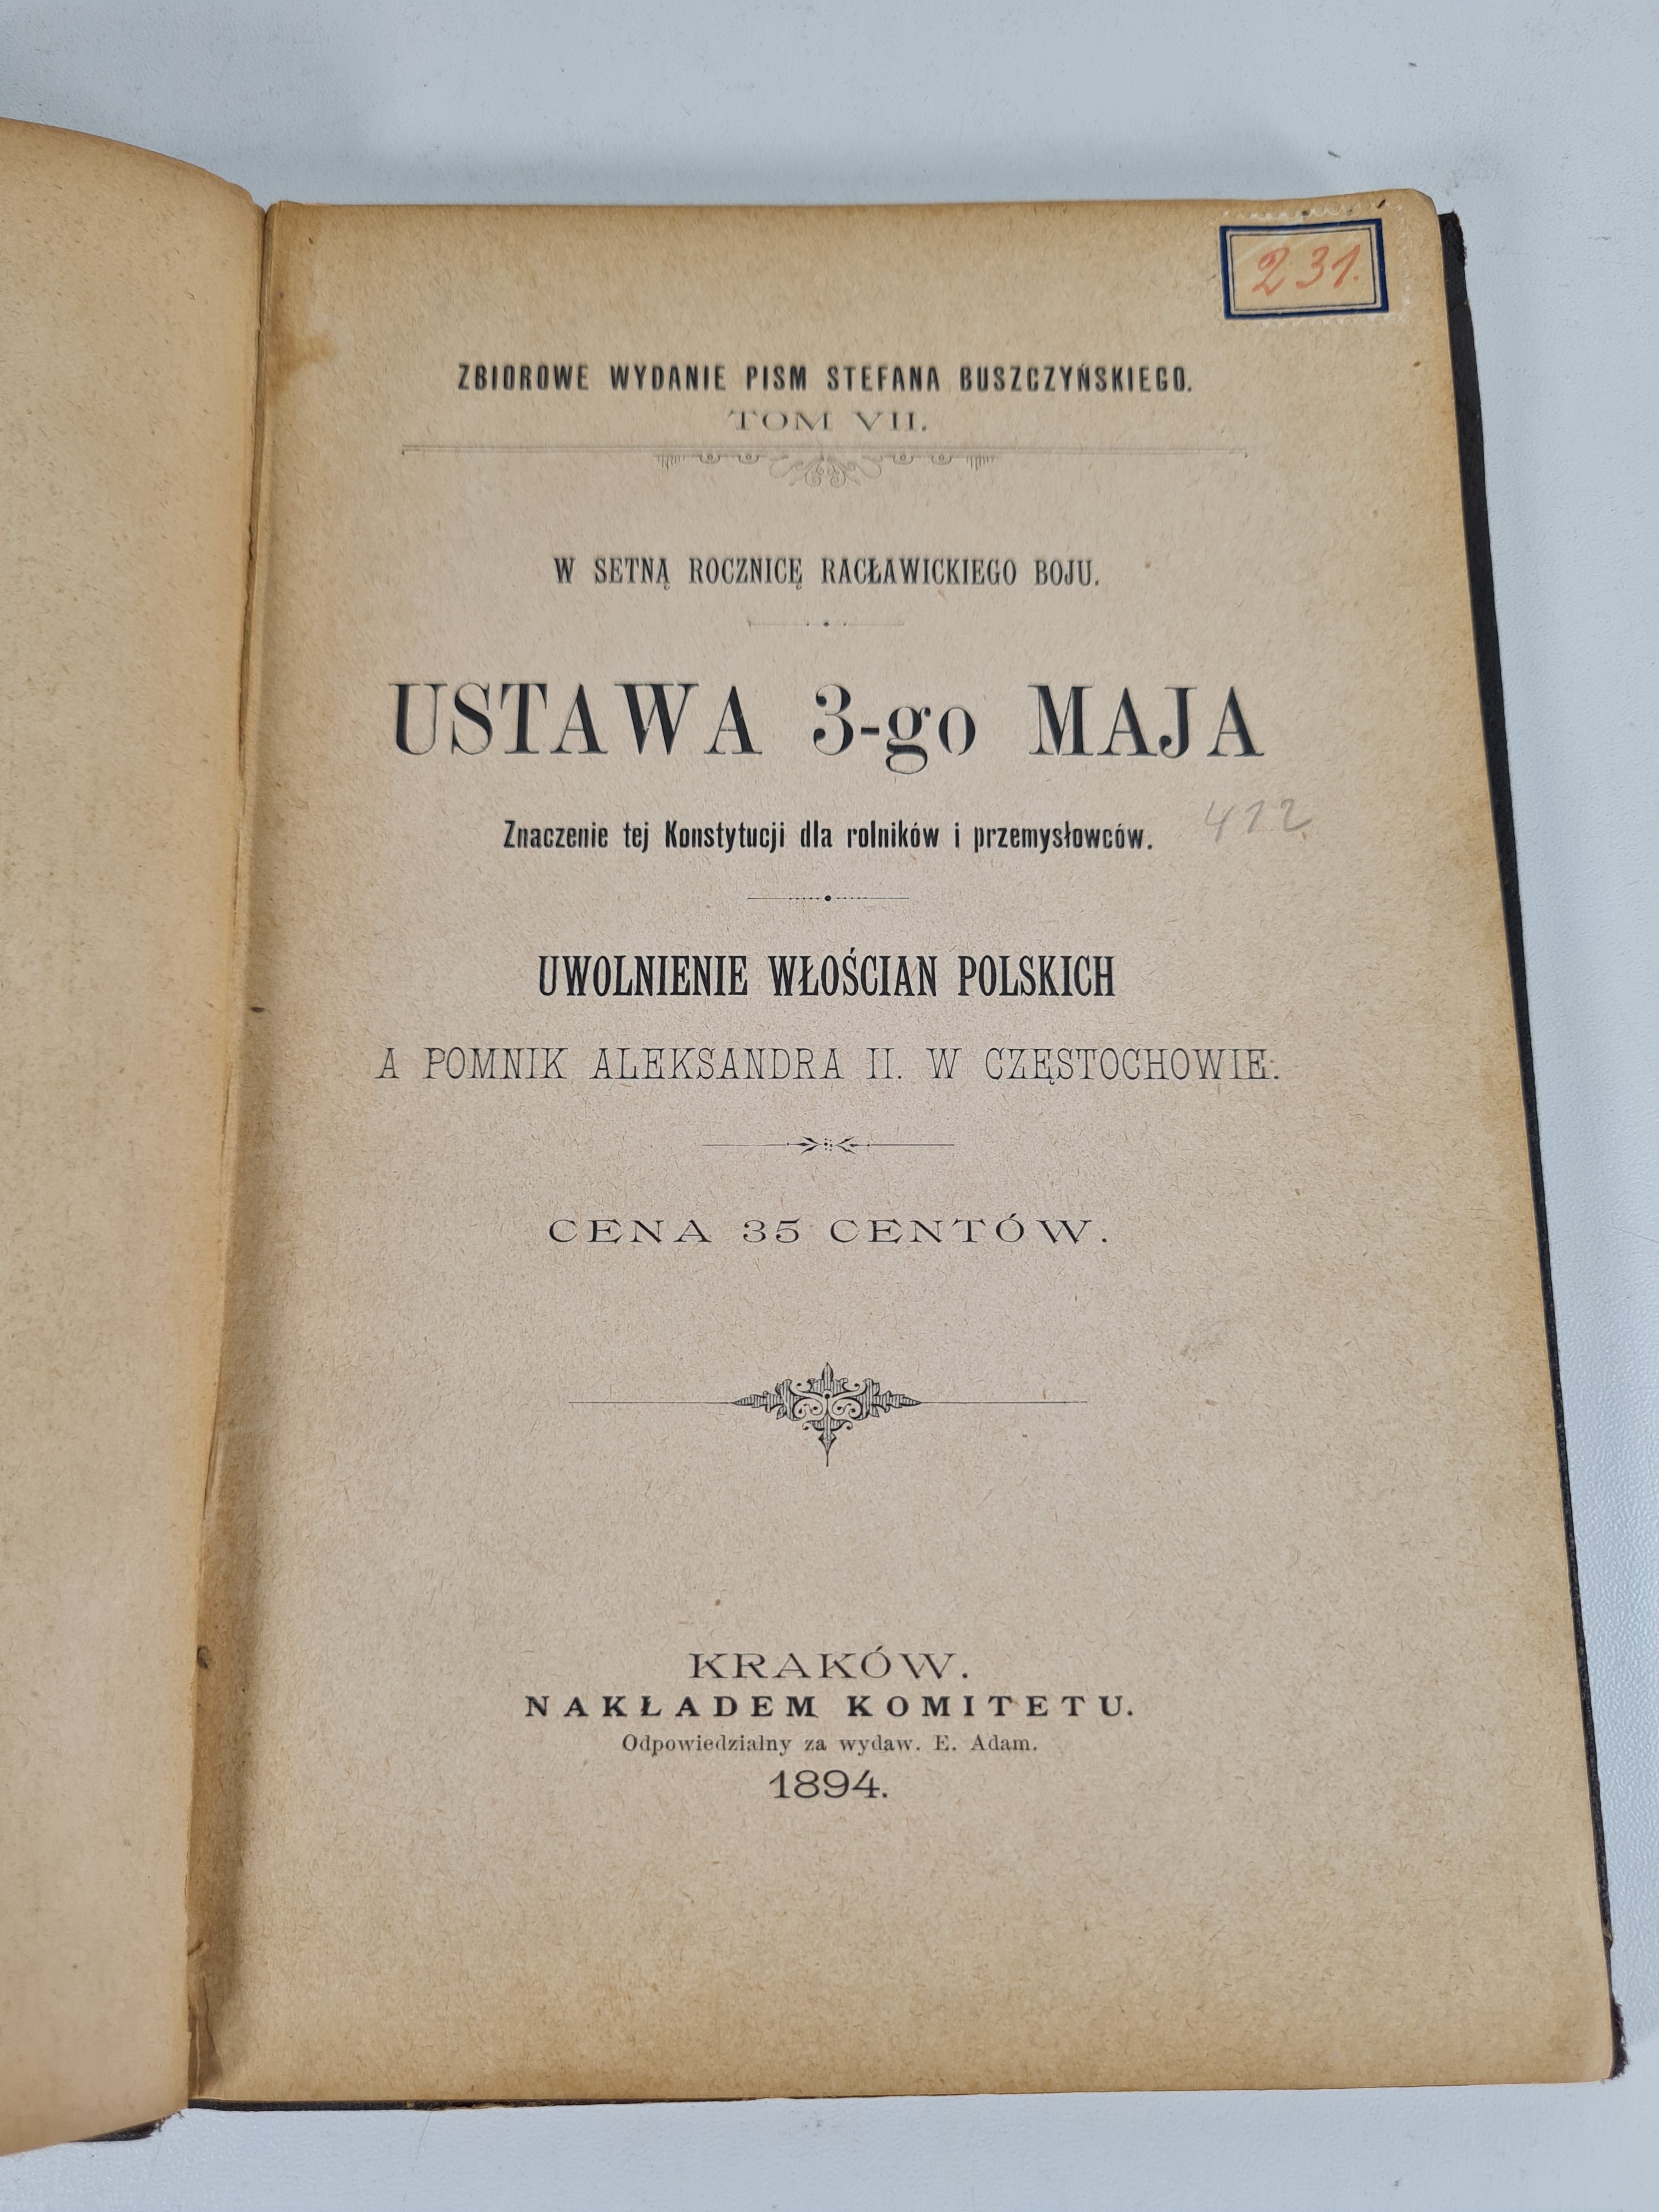 231.
ZBIOROWE WYDANIE PISM STEFANA BUSZCZYŃSKIEGO.
TOM VII.
W SETNĄ ROCZNICĘ RACŁAWICKIEGO BOJU.
USTAWA 3-go MAJA
Znaczenie tej Konstytucji dla rolników i przemysłowców.
412.
UWOLNIENIE WŁOŚCIAN POLSKICH
A POMNIK ALEKSANDRA II. W CZĘSTOCHOWIE.
CENA 35 CENTÓW.
KRAKÓW.
NAKŁADEM KOMITETU.
Odpowiedzialny za wydaw. E. Adam.
1894.